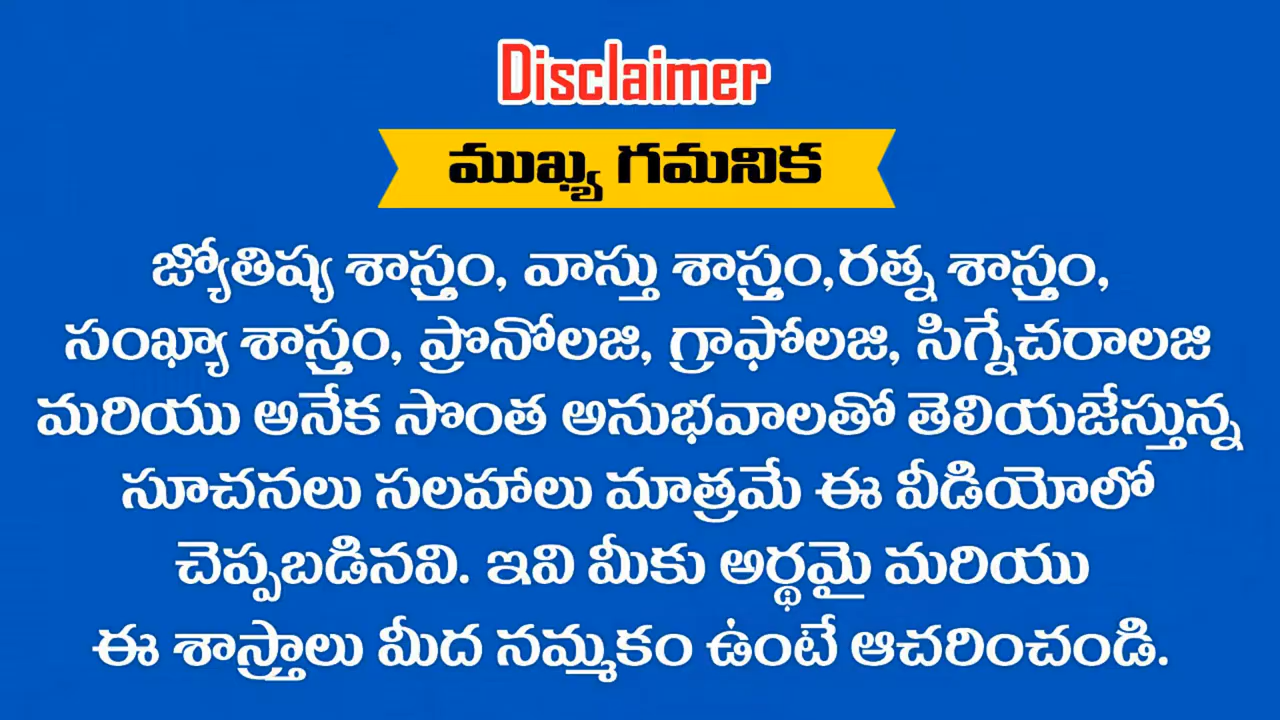 Disclaimer
ముఖ్య గమనిక
జ్యోతిష్య శాస్త్రం, వాస్తు శాస్త్రం,రత్న శాస్త్రం,
సంఖ్యా శాస్త్రం, ప్రొనోలజి, గ్రాఫోలజి, సిగ్నేచరాలజి
మరియు అనేక సొంత అనుభవాలతో తెలియజేస్తున్న
సూచనలు సలహాలు మాత్రమే ఈ వీడియోలో
చెప్పబడినవి. ఇవి మీకు అర్థమై మరియు
ఈ శాస్త్రాలు మీద నమ్మకం ఉంటే ఆచరించండి.